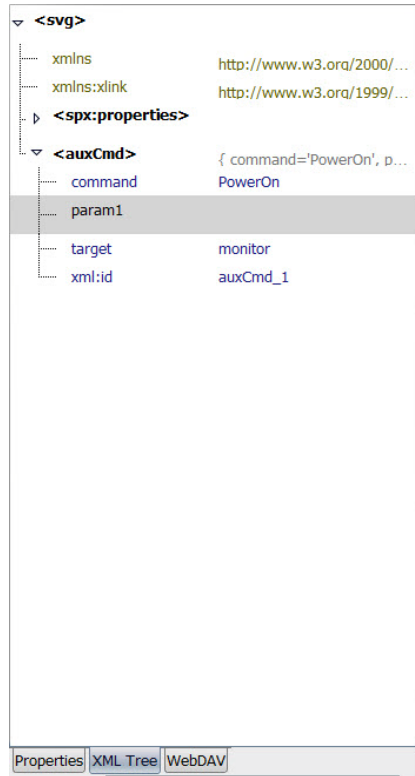 <svg>
xmlns http://www.w3.org/2000/...
xmlns:xlink http://www.w3.org/1999/...
<spx:properties>
<auxCmd> { command='PowerOn', p...
command PowerOn
param1
target monitor
xml:id auxCmd_1
Properties XML Tree WebDAV